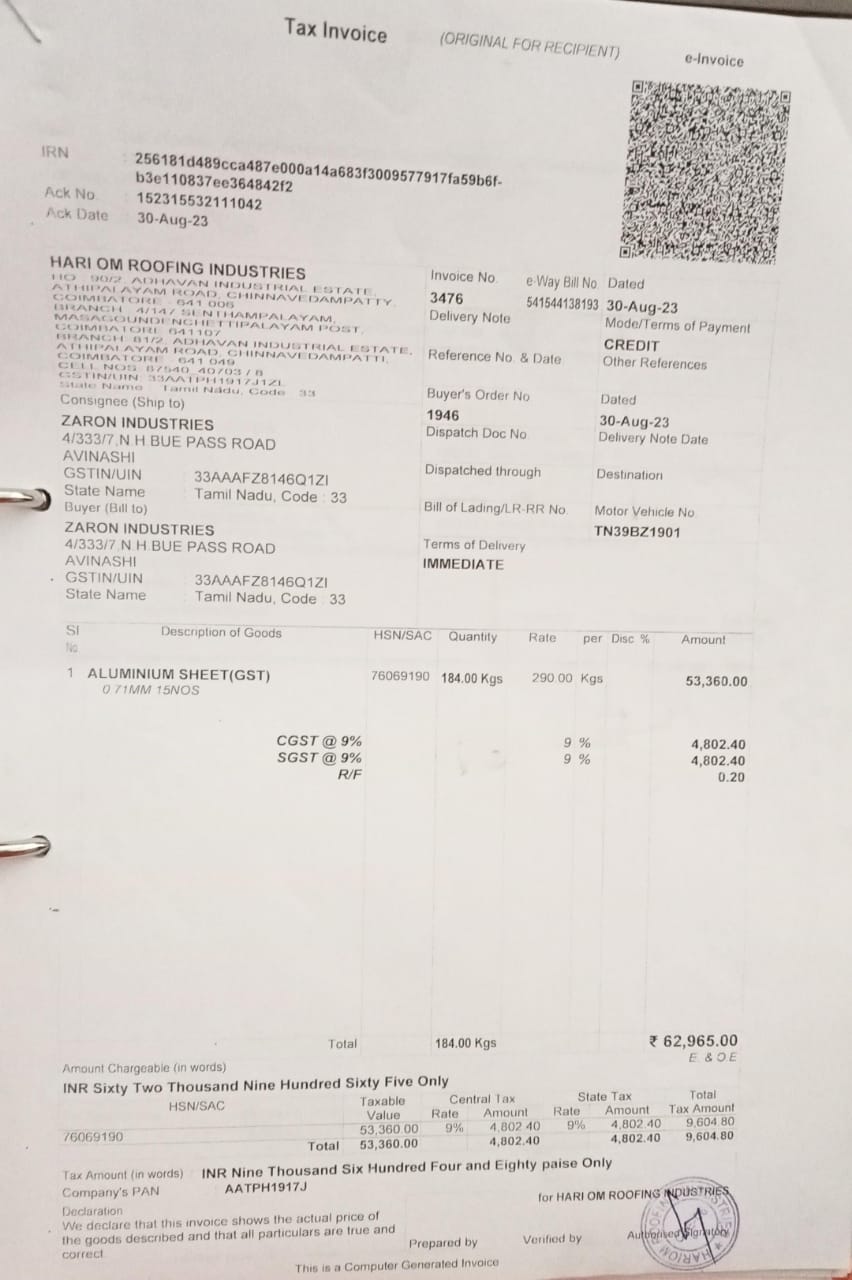 Tax Invoice
(ORIGINAL FOR RECIPIENT)
e-Invoice
IRN : 256181d489cca487e000a14a683f3009577917fa59b6f-
b3e110837ee364842f2
Ack No. : 152315532111042
Ack Date : 30-Aug-23
HARI OM ROOFING INDUSTRIES
HO : 90/2, ADHAVAN INDUSTRIAL ESTATE,
ATHIPALAYAM ROAD, CHINNAVEDAMPATTY,
COIMBATORE - 641 006
BRANCH : 4/147 SENTHAMPALAYAM,
MASAGOUNDENCHETTIPALAYAM POST,
COIMBATORE 641107
BRANCH 81/2, ADHAVAN INDUSTRIAL ESTATE,
ATHIPALAYAM ROAD, CHINNAVEDAMPATTI,
COIMBATORE - 641 049
CELL NOS 87540 40703 / 8
GSTIN/UIN: 33AATPH1917J1ZL
State Name : Tamil Nadu, Code : 33
Invoice No. e-Way Bill No. Dated
3476 541544138193 30-Aug-23
Delivery Note Mode/Terms of Payment
CREDIT
Reference No. & Date. Other References
Buyer's Order No. Dated
1946 30-Aug-23
Dispatch Doc No. Delivery Note Date
Dispatched through Destination
Bill of Lading/LR-RR No. Motor Vehicle No.
TN39BZ1901
Terms of Delivery
IMMEDIATE
Consignee (Ship to)
ZARON INDUSTRIES
4/333/7,N.H.BUE PASS ROAD
AVINASHI
GSTIN/UIN : 33AAAFZ8146Q1ZI
State Name : Tamil Nadu, Code : 33
Buyer (Bill to)
ZARON INDUSTRIES
4/333/7,N.H.BUE PASS ROAD
AVINASHI
GSTIN/UIN : 33AAAFZ8146Q1ZI
State Name : Tamil Nadu, Code : 33
Sl No. Description of Goods HSN/SAC Quantity Rate per Disc. % Amount
1 ALUMINIUM SHEET(GST) 76069190 184.00 Kgs 290.00 Kgs 53,360.00
0.71MM 15NOS
CGST @ 9% 9 % 4,802.40
SGST @ 9% 9 % 4,802.40
R/F 0.20
Total 184.00 Kgs ₹ 62,965.00
Amount Chargeable (in words) E. & O.E
INR Sixty Two Thousand Nine Hundred Sixty Five Only
HSN/SAC Taxable Central Tax State Tax Total
Value Rate Amount Rate Amount Tax Amount
76069190 53,360.00 9% 4,802.40 9% 4,802.40 9,604.80
Total 53,360.00 4,802.40 4,802.40 9,604.80
Tax Amount (in words) : INR Nine Thousand Six Hundred Four and Eighty paise Only
Company's PAN : AATPH1917J
Declaration
We declare that this invoice shows the actual price of
the goods described and that all particulars are true and
correct.
for HARI OM ROOFING INDUSTRIES
Prepared by Verified by Authorised Signatory
This is a Computer Generated Invoice